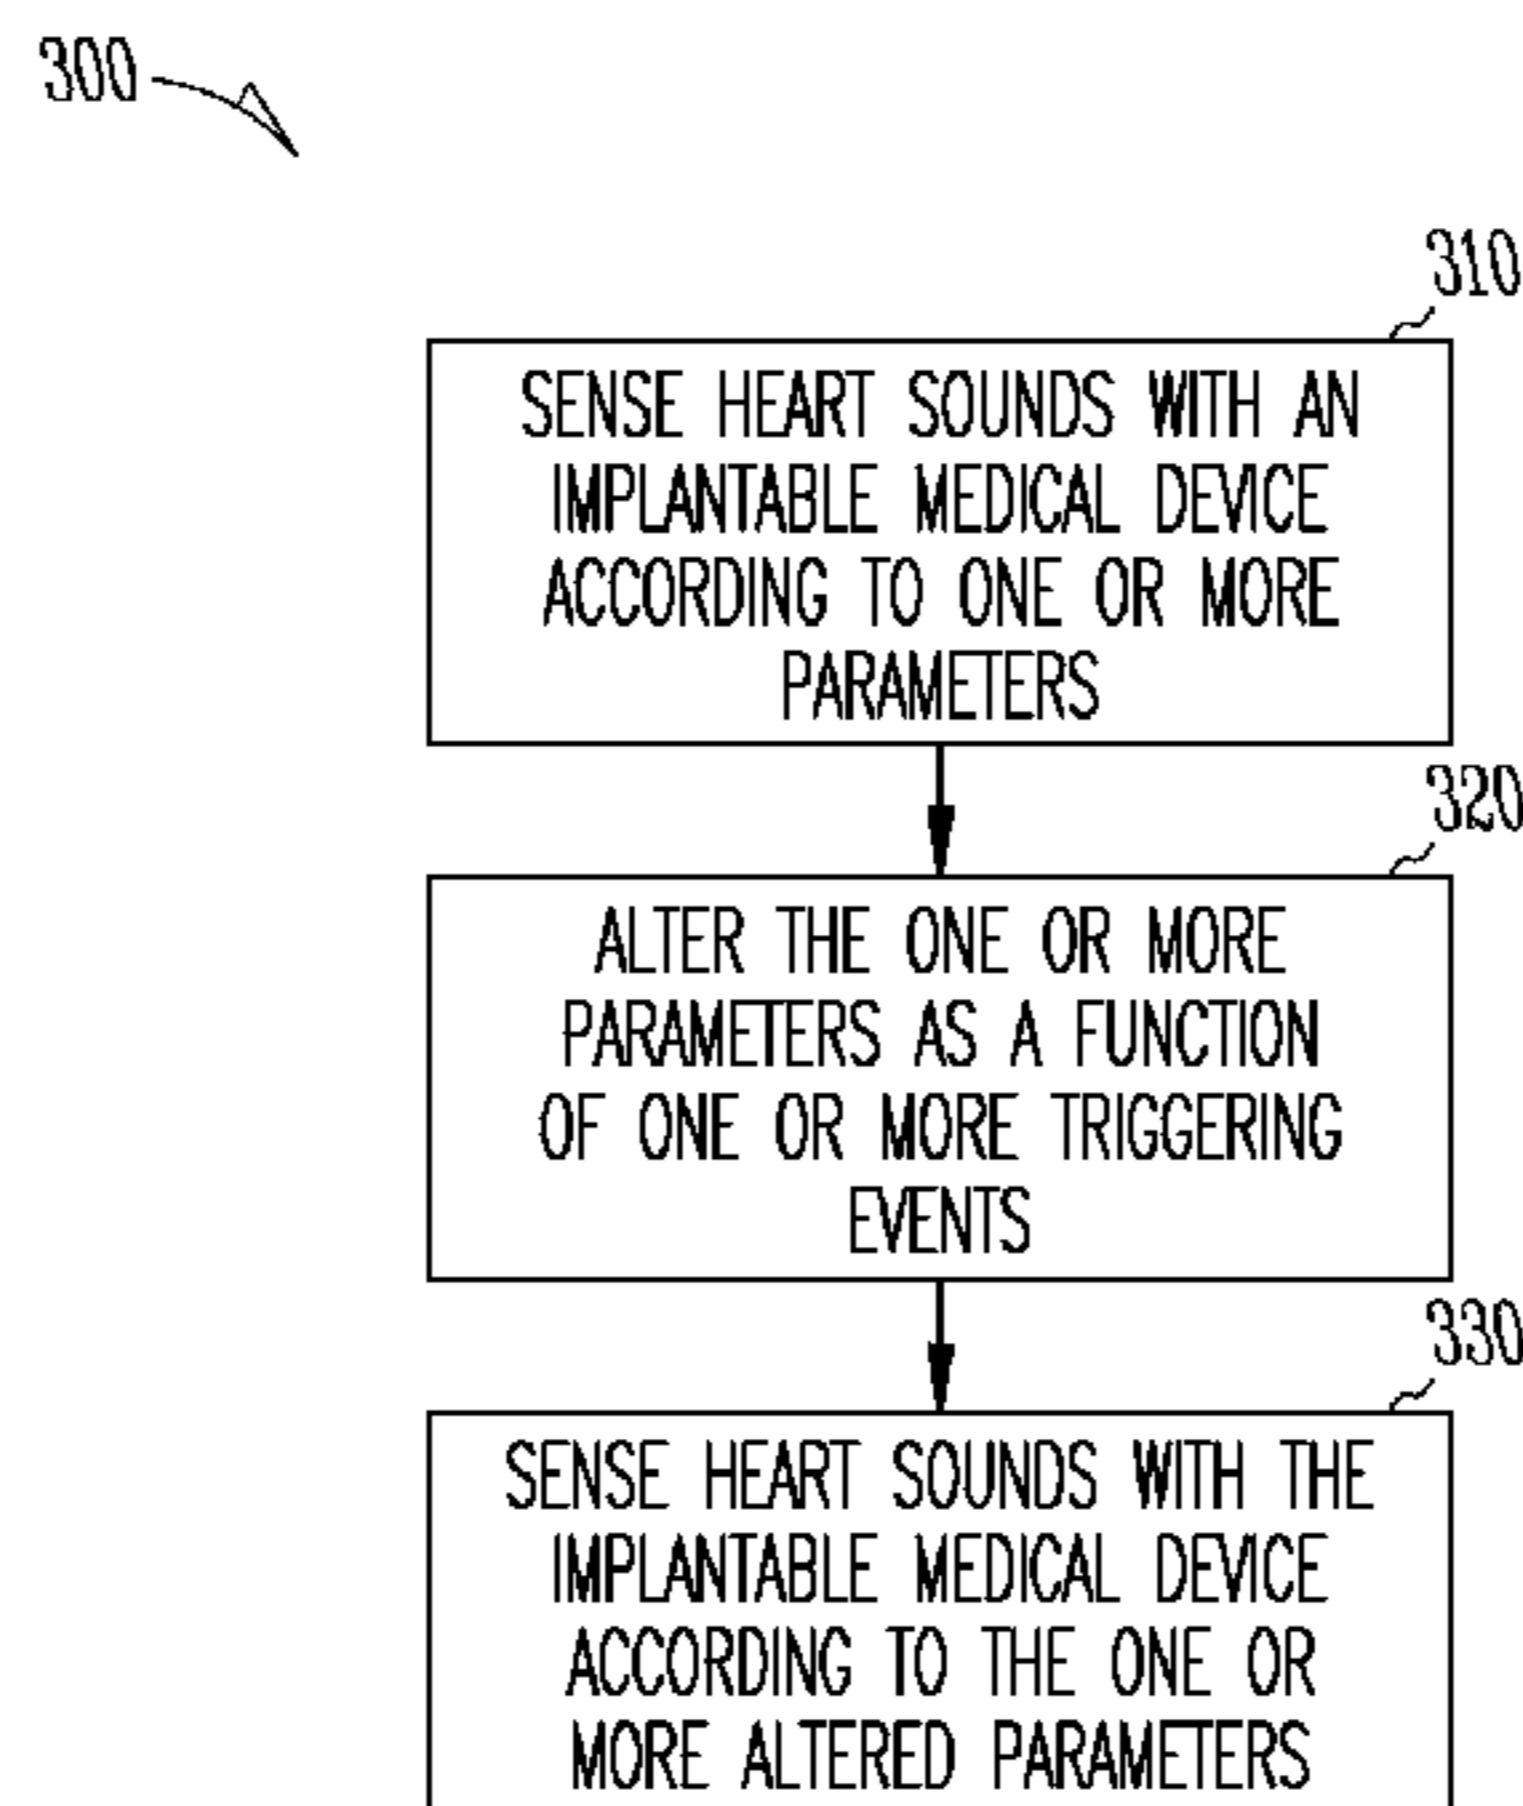 300
310
SENSE HEART SOUNDS WITH AN
IMPLANTABLE MEDICAL DEVICE
ACCORDING TO ONE OR MORE
PARAMETERS
320
ALTER THE ONE OR MORE
PARAMETERS AS A FUNCTION
OF ONE OR MORE TRIGGERING
EVENTS
330
SENSE HEART SOUNDS WITH THE
IMPLANTABLE MEDICAL DEVICE
ACCORDING TO THE ONE OR
MORE ALTERED PARAMETERS